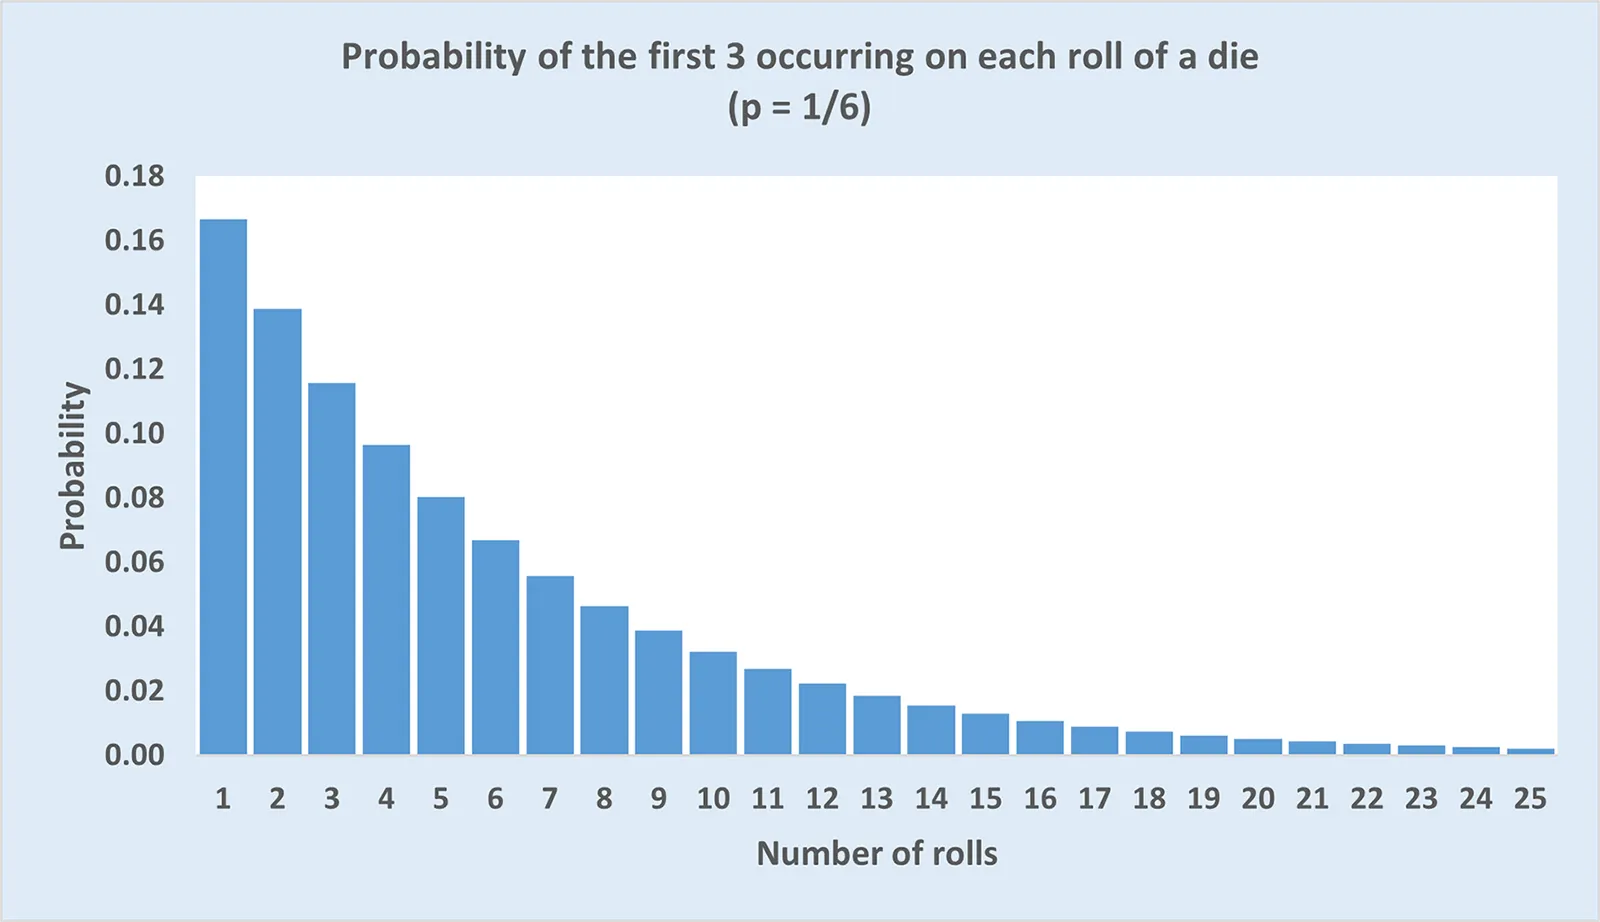 Probability of the first 3 occurring on each roll of a die
(p = 1/6)
0.18
0.16
0.14
0.12
0.10
0.08
0.06
0.04
0.02
0.00
Probability
1 2 3 4 5 6 7 8 9 10 11 12 13 14 15 16 17 18 19 20 21 22 23 24 25
Number of rolls